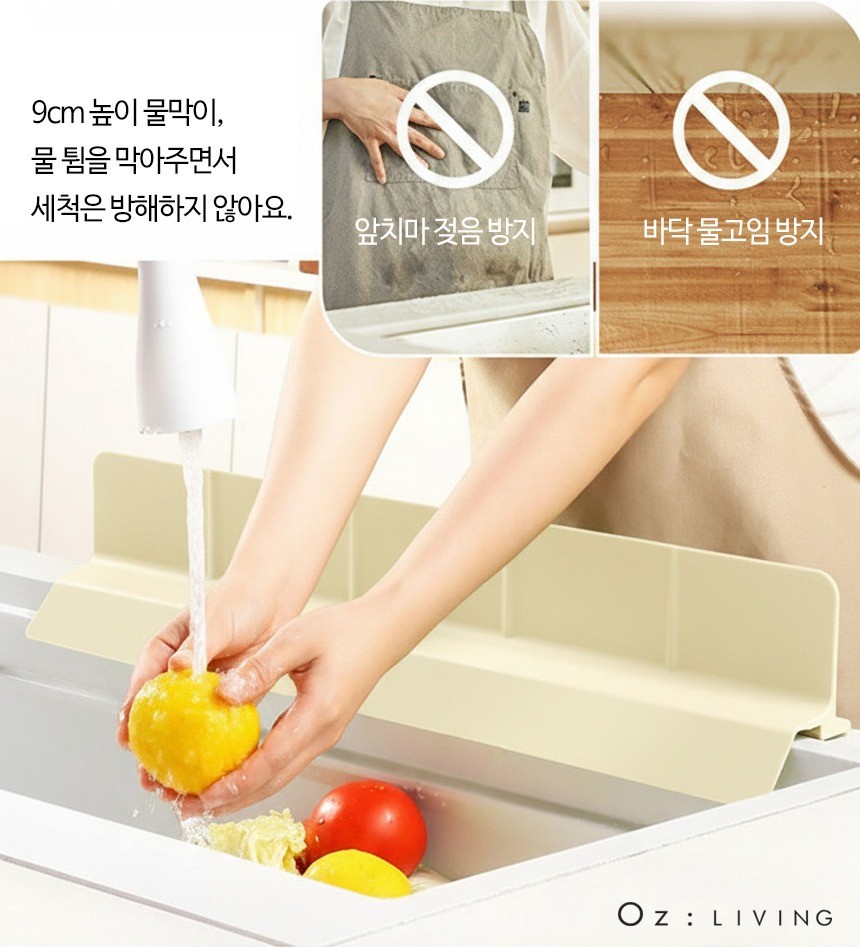 9cm 높이 물막이,
물 튐을 막아주면서
세척은 방해하지 않아요.
앞치마 젖음 방지
바닥 물고임 방지
Oz : LIVING